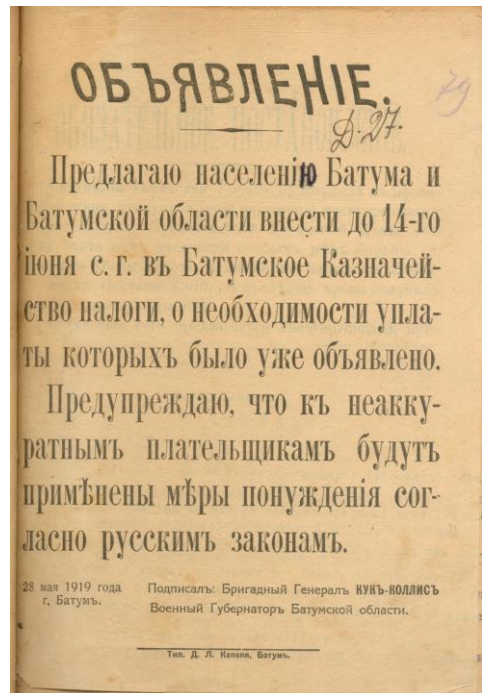 ОБЪЯВЛЕНІЕ.
79
Д. 27.
Предлагаю населенію Батума и
Батумской области внести до 14-го
іюня с. г. въ Батумское Казначей-
ство налоги, о необходимости упла-
ты которыхъ было уже объявлено.
Предупреждаю, что къ неакку-
ратнымъ плательщикамъ будутъ
примѣнены мѣры понужденія сог-
ласно русскимъ законамъ.
28 мая 1919 года
г, Батумъ.
Подписалъ: Бригадный Генералъ КУКЪ-КОЛЛИСЪ
Военный Губернаторъ Батумской области.
Тип. Д. Л. Капелл, Батумъ.